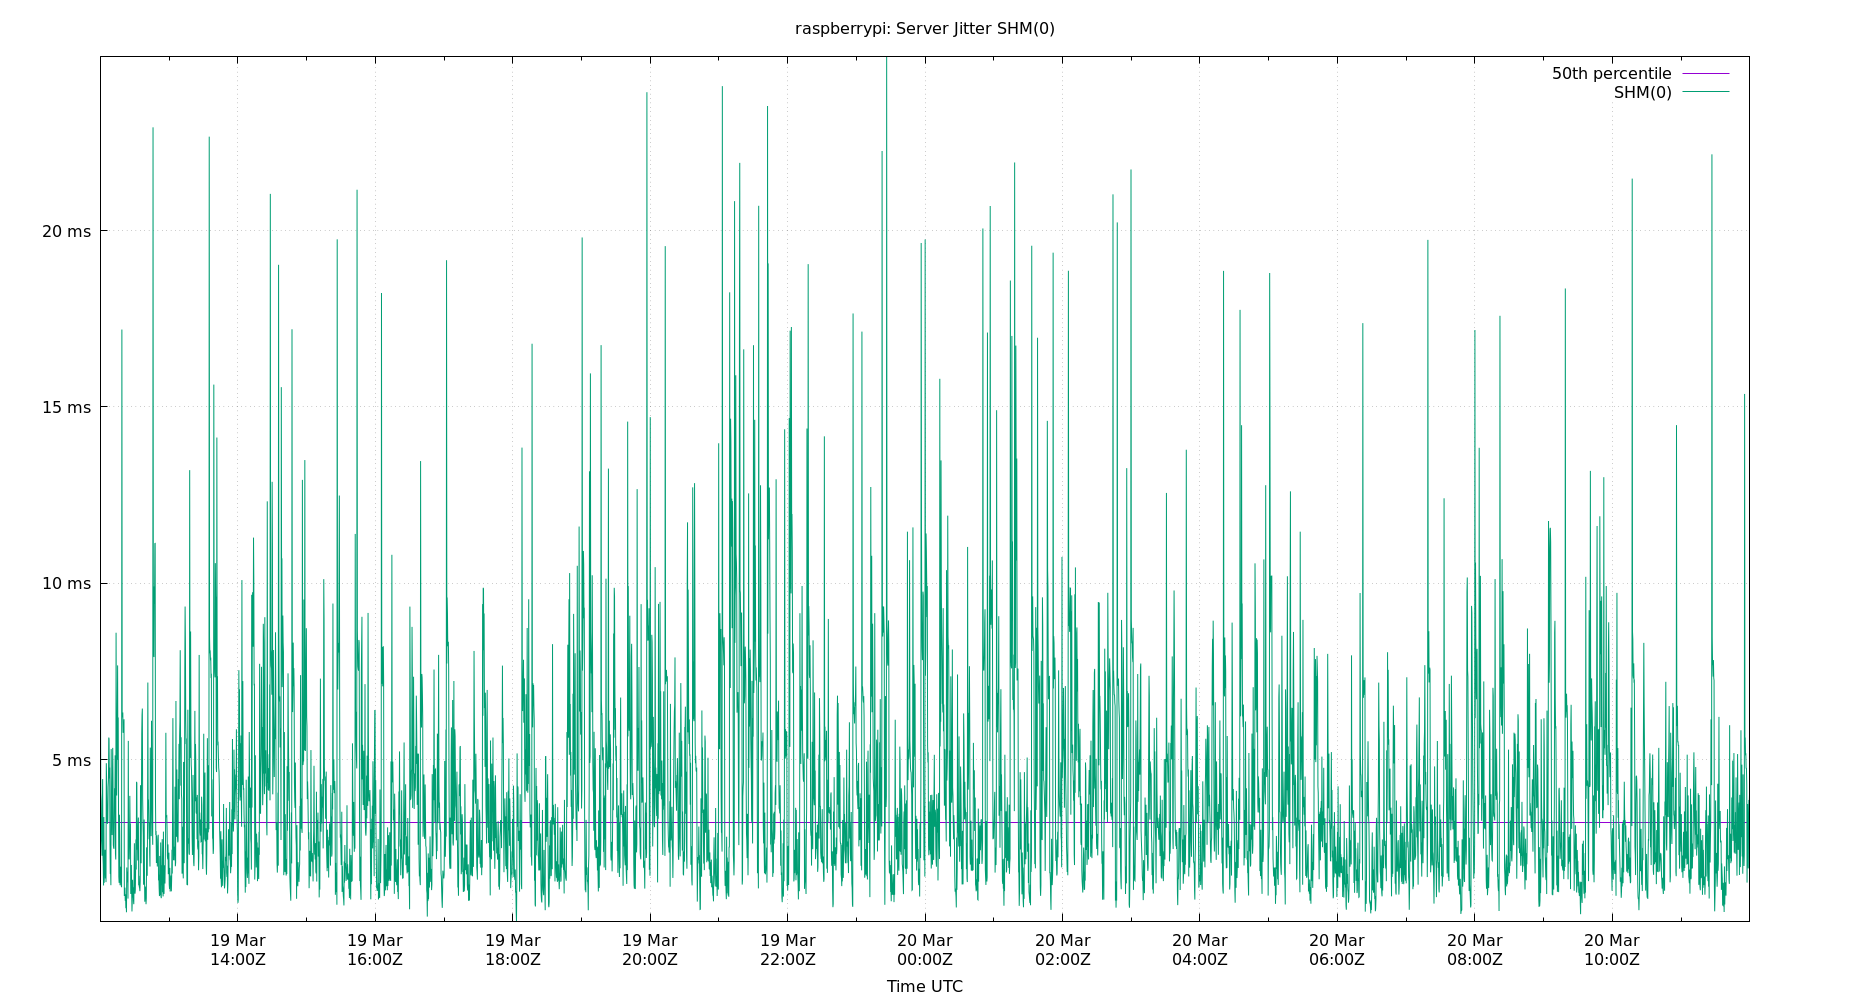 raspberrypi: Server Jitter SHM(0)
50th percentile
SHM(0)
20 ms
15 ms
10 ms
5 ms
19 Mar
14:00Z
19 Mar
16:00Z
19 Mar
18:00Z
19 Mar
20:00Z
19 Mar
22:00Z
20 Mar
00:00Z
20 Mar
02:00Z
20 Mar
04:00Z
20 Mar
06:00Z
20 Mar
08:00Z
20 Mar
10:00Z
Time UTC